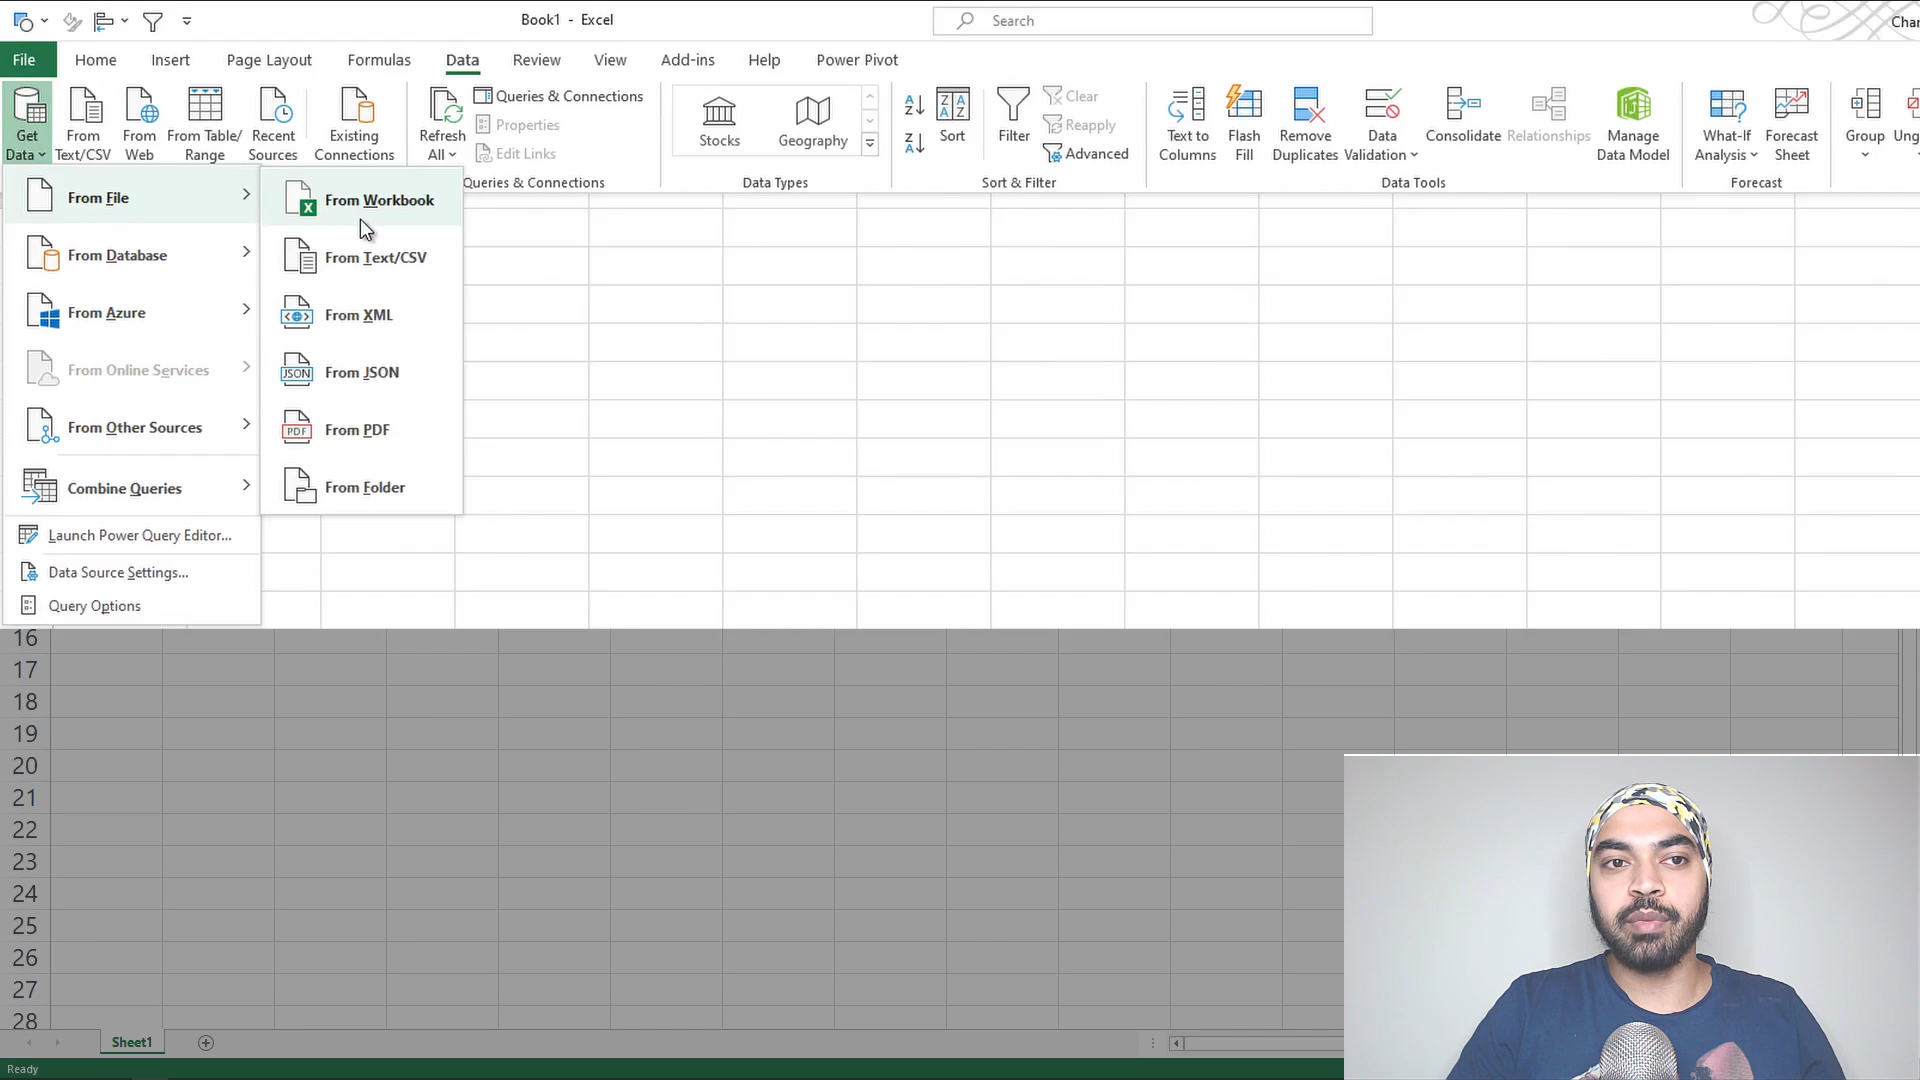 Book1 - Excel
Search
Char
File Home Insert Page Layout Formulas Data Review View Add-ins Help Power Pivot
Get Data
From Text/CSV
From Web
From Table/ Range
Recent Sources
Existing Connections
Refresh All
Queries & Connections
Properties
Edit Links
Queries & Connections
Stocks
Geography
Data Types
Sort
Filter
Clear
Reapply
Advanced
Sort & Filter
Text to Columns
Flash Fill
Remove Duplicates
Data Validation
Consolidate
Relationships
Manage Data Model
Data Tools
What-If Analysis
Forecast Sheet
Forecast
Group
Ung
From File
From Database
From Azure
From Online Services
From Other Sources
Combine Queries
Launch Power Query Editor...
Data Source Settings...
Query Options
From Workbook
From Text/CSV
From XML
JSON From JSON
PDF From PDF
From Folder
16
17
18
19
20
21
22
23
24
25
26
27
28
Sheet1
Ready